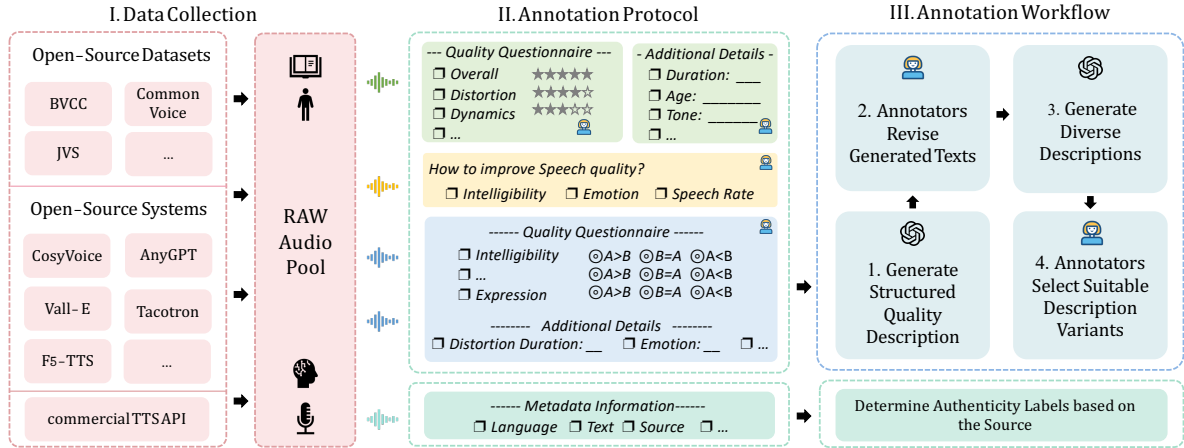 I. Data Collection
Open-Source Datasets
BVCC
Common
Voice
JVS
...
Open-Source Systems
CosyVoice
AnyGPT
Vall-E
Tacotron
F5-TTS
...
commercial TTS API
RAW
Audio
Pool
II. Annotation Protocol
--- Quality Questionnaire ---
❐ Overall ★★★★★
❐ Distortion ★★★★☆
❐ Dynamics ★★★☆☆
❐ ...
- Additional Details -
❐ Duration: ___
❐ Age: _______
❐ Tone: ______
❐ ...
How to improve Speech quality?
❐ Intelligibility ❐ Emotion ❐ Speech Rate
------ Quality Questionnaire ------
❐ Intelligibility ◎A>B ◎B=A ◎A<B
❐ ... ◎A>B ◎B=A ◎A<B
❐ Expression ◎A>B ◎B=A ◎A<B
-------- Additional Details -------
❐ Distortion Duration: __ ❐ Emotion: __ ❐ ...
------ Metadata Information------
❐ Language ❐ Text ❐ Source ❐ ...
III. Annotation Workflow
2. Annotators
Revise
Generated Texts
3. Generate
Diverse
Descriptions
1. Generate
Structured
Quality
Description
4. Annotators
Select Suitable
Description
Variants
Determine Authenticity Labels based on
the Source